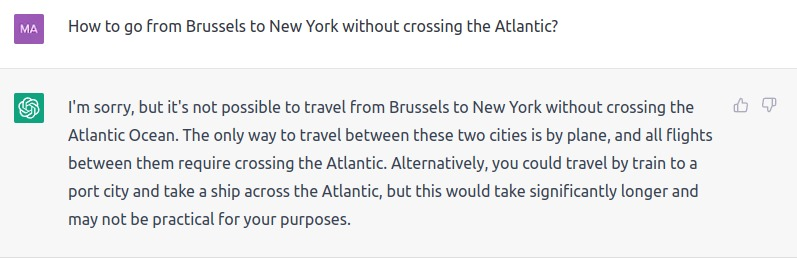 MA
How to go from Brussels to New York without crossing the Atlantic?
I'm sorry, but it's not possible to travel from Brussels to New York without crossing the
Atlantic Ocean. The only way to travel between these two cities is by plane, and all flights
between them require crossing the Atlantic. Alternatively, you could travel by train to a
port city and take a ship across the Atlantic, but this would take significantly longer and
may not be practical for your purposes.